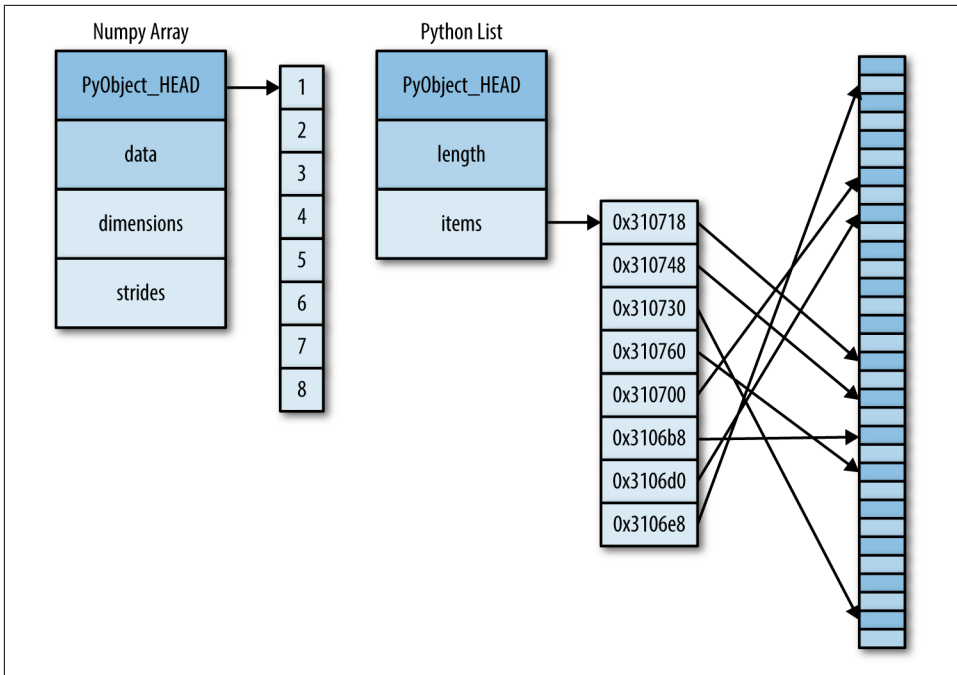 Numpy Array
PyObject_HEAD
data
dimensions
strides
1
2
3
4
5
6
7
8
Python List
PyObject_HEAD
length
items
0x310718
0x310748
0x310730
0x310760
0x310700
0x3106b8
0x3106d0
0x3106e8